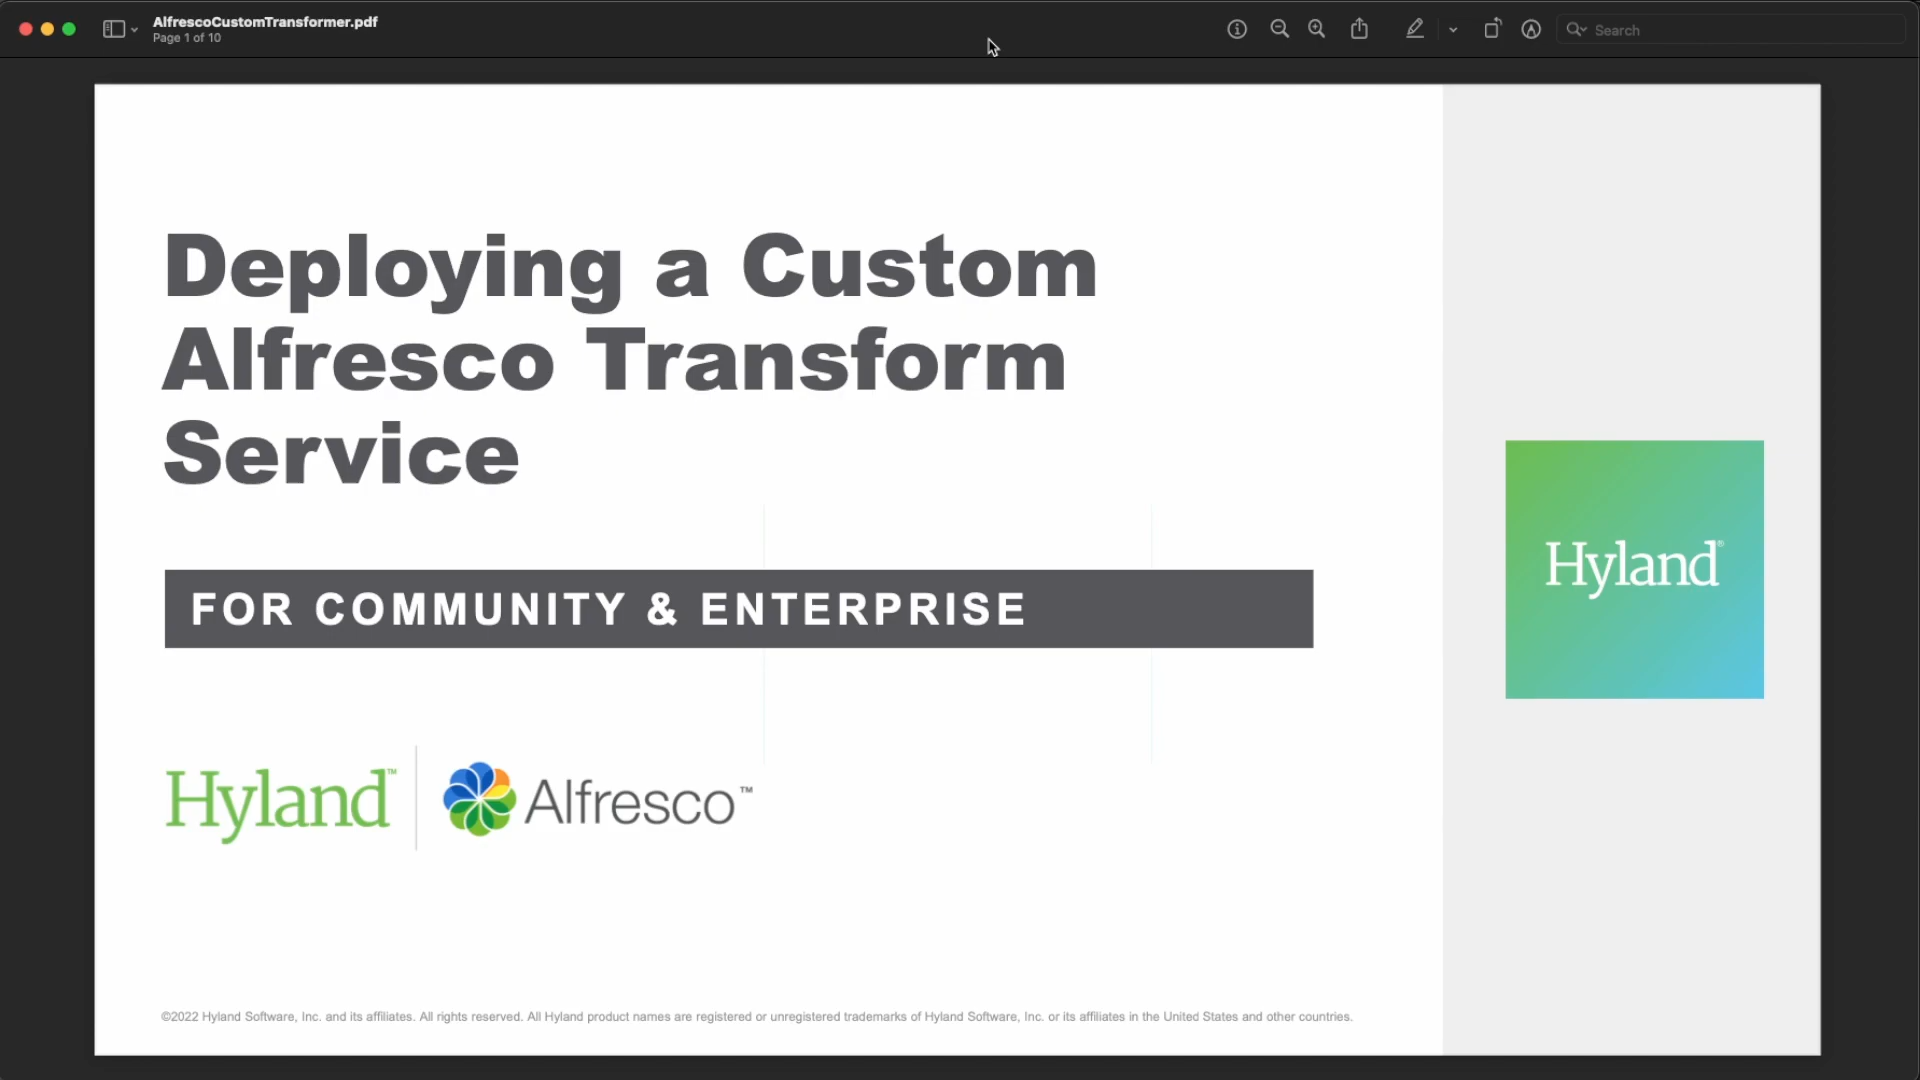 AlfrescoCustomTransformer.pdf
Page 1 of 10
Search
Deploying a Custom
Alfresco Transform
Service
FOR COMMUNITY & ENTERPRISE
Hyland®
Hyland™
Alfresco™
©2022 Hyland Software, Inc. and its affiliates. All rights reserved. All Hyland product names are registered or unregistered trademarks of Hyland Software, Inc. or its affiliates in the United States and other countries.